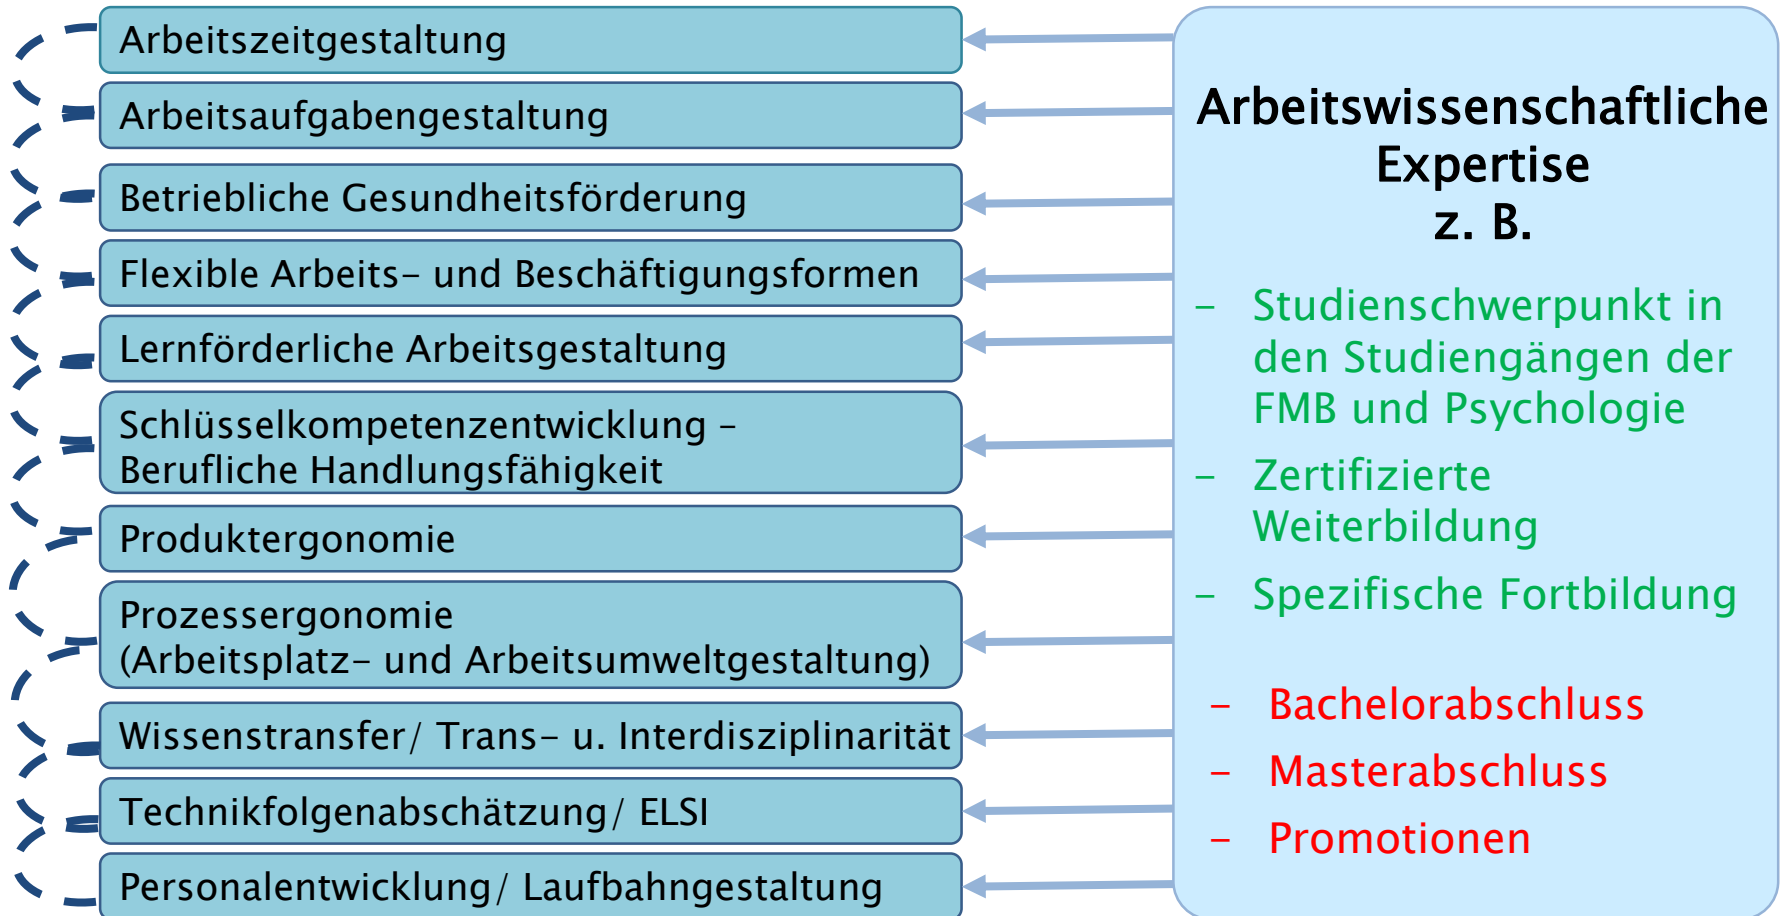 Arbeitszeitgestaltung
Arbeitsaufgabengestaltung
Betriebliche Gesundheitsförderung
Flexible Arbeits- und Beschäftigungsformen
Lernförderliche Arbeitsgestaltung
Schlüsselkompetenzentwicklung -
Berufliche Handlungsfähigkeit
Produktergonomie
Prozessergonomie
(Arbeitsplatz- und Arbeitsumweltgestaltung)
Wissenstransfer/ Trans- u. Interdisziplinarität
Technikfolgenabschätzung/ ELSI
Personalentwicklung/ Laufbahngestaltung
Arbeitswissenschaftliche
Expertise
z. B.
- Studienschwerpunkt in
den Studiengängen der
FMB und Psychologie
- Zertifizierte
Weiterbildung
- Spezifische Fortbildung
- Bachelorabschluss
- Masterabschluss
- Promotionen